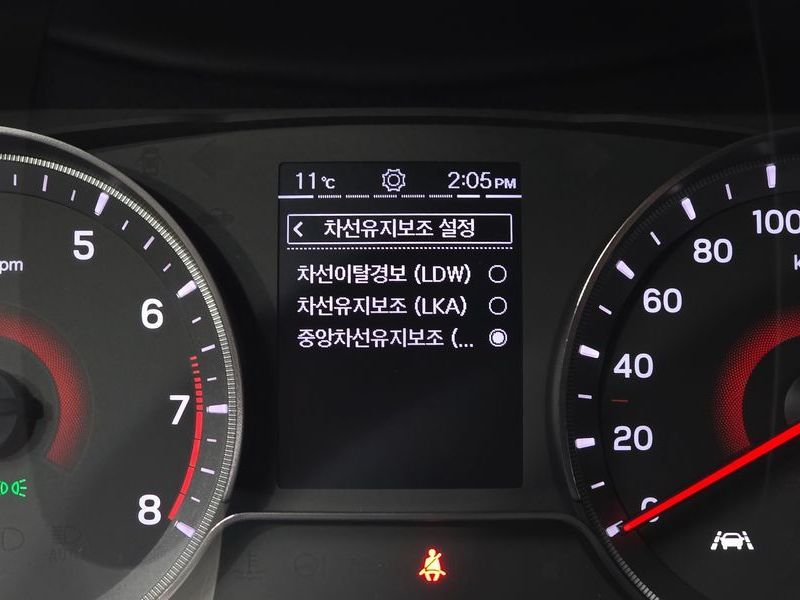 11℃ 2:05PM
< 차선유지보조 설정
차선이탈경보 (LDW)
차선유지보조 (LKA)
중앙차선유지보조 (...
5
6
7
8
pm
100
80
60
40
20
0